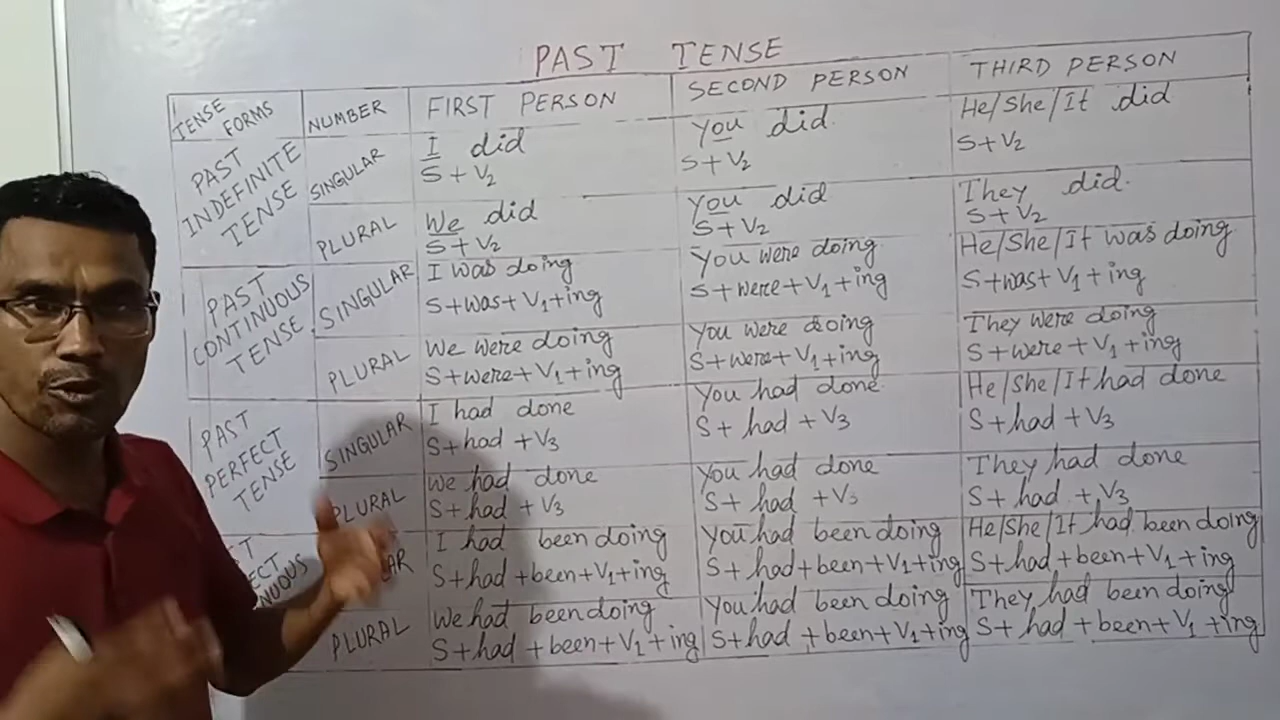 PAST TENSE
TENSE FORMS NUMBER FIRST PERSON SECOND PERSON THIRD PERSON
PAST INDEFINITE TENSE
SINGULAR
I did
S + V2
you did.
S + V2
He/She/It did
S + V2
PLURAL
We did
S + V2
you did
S + V2
They did.
S + V2
PAST CONTINUOUS TENSE
SINGULAR
I was doing
S+was+V1+ing
you were doing
S+were+V1+ing
He/She/It was doing
S+was+V1+ing
PLURAL
We were doing
S+were+V1+ing
you were doing
S+were+V1+ing
They were doing
S+were+V1+ing
PAST PERFECT TENSE
SINGULAR
I had done
S+had +V3
you had done
S + had + V3
He/She/It had done
S + had + V3
PLURAL
We had done
S+had + V3
you had done
S + had + V3
They had done
S + had + V3
I had been doing
S+had +been+V1+ing
you had been doing
S+ had+been+V1+ing
He/She/It had been doing
S+had+been+V1+ing
PLURAL
We had been doing
S+had +been+V1+ing
you had been doing
S+had +been+V1+ing
They had been doing
S+had +been+V1+ing